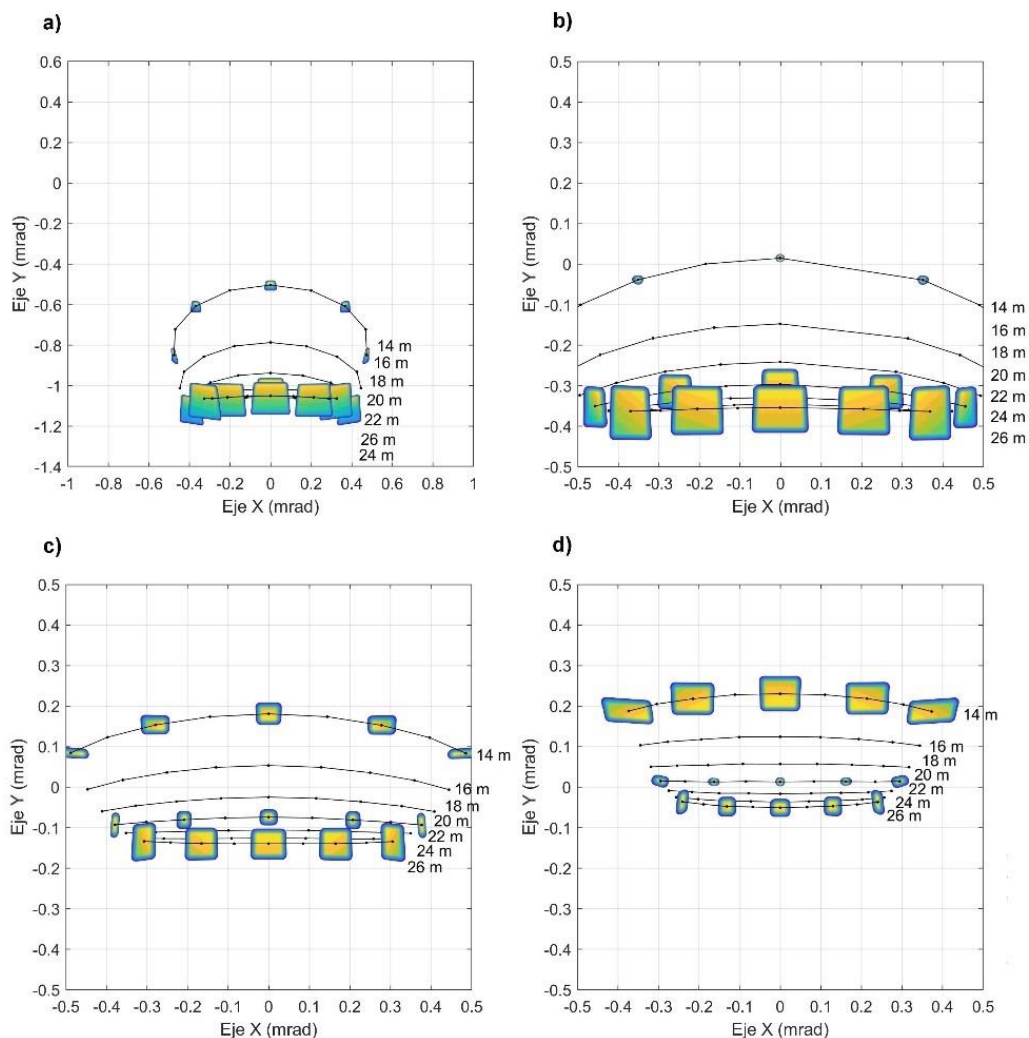 a)
0.6
0.4
0.2
0
-0.2
-0.4
-0.6
-0.8
-1
-1.2
-1.4
Eje Y (mrad)
14 m
16 m
18 m
20 m
22 m
26 m
24 m
-1 -0.8 -0.6 -0.4 -0.2 0 0.2 0.4 0.6 0.8 1
Eje X (mrad)
b)
0.5
0.4
0.3
0.2
0.1
0
-0.1
-0.2
-0.3
-0.4
-0.5
Eje Y (mrad)
14 m
16 m
18 m
20 m
22 m
24 m
26 m
-0.5 -0.4 -0.3 -0.2 -0.1 0 0.1 0.2 0.3 0.4 0.5
Eje X (mrad)
c)
0.5
0.4
0.3
0.2
0.1
0
-0.1
-0.2
-0.3
-0.4
-0.5
Eje Y (mrad)
14 m
16 m
18 m
20 m
22 m
24 m
26 m
-0.5 -0.4 -0.3 -0.2 -0.1 0 0.1 0.2 0.3 0.4 0.5
Eje X (mrad)
d)
0.5
0.4
0.3
0.2
0.1
0
-0.1
-0.2
-0.3
-0.4
-0.5
Eje Y (mrad)
14 m
16 m
18 m
20 m
22 m
24 m
26 m
-0.5 -0.4 -0.3 -0.2 -0.1 0 0.1 0.2 0.3 0.4 0.5
Eje X (mrad)